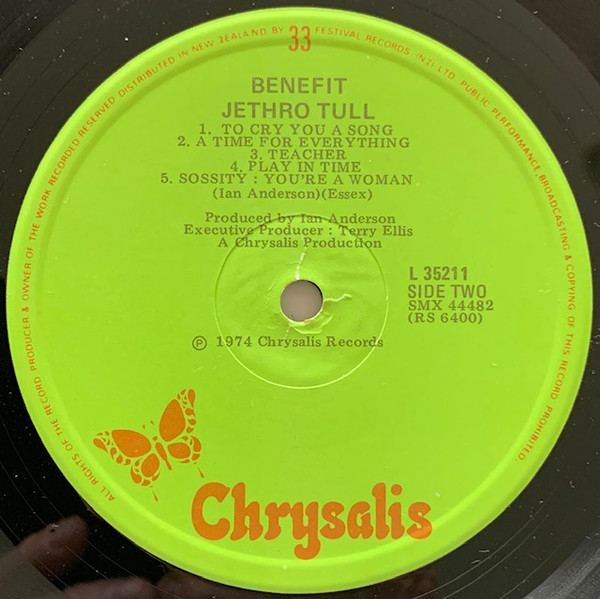 ALL RIGHTS OF THE RECORD PRODUCER & OWNER OF THE WORK RECORDED RESERVED DISTRIBUTED IN NEW ZEALAND BY FESTIVAL RECORDS (NZ) LTD. PUBLIC PERFORMANCE, BROADCASTING & COPYING OF THIS RECORD PROHIBITED.
33
BENEFIT
JETHRO TULL
1. TO CRY YOU A SONG
2. A TIME FOR EVERYTHING
3. TEACHER
4. PLAY IN TIME
5. SOSSITY : YOU'RE A WOMAN
(Ian Anderson)(Essex)
Produced by Ian Anderson
Executive Producer : Terry Ellis
A Chrysalis Production
L 35211
SIDE TWO
SMX 44482
(RS 6400)
Ⓟ 1974 Chrysalis Records
Chrysalis